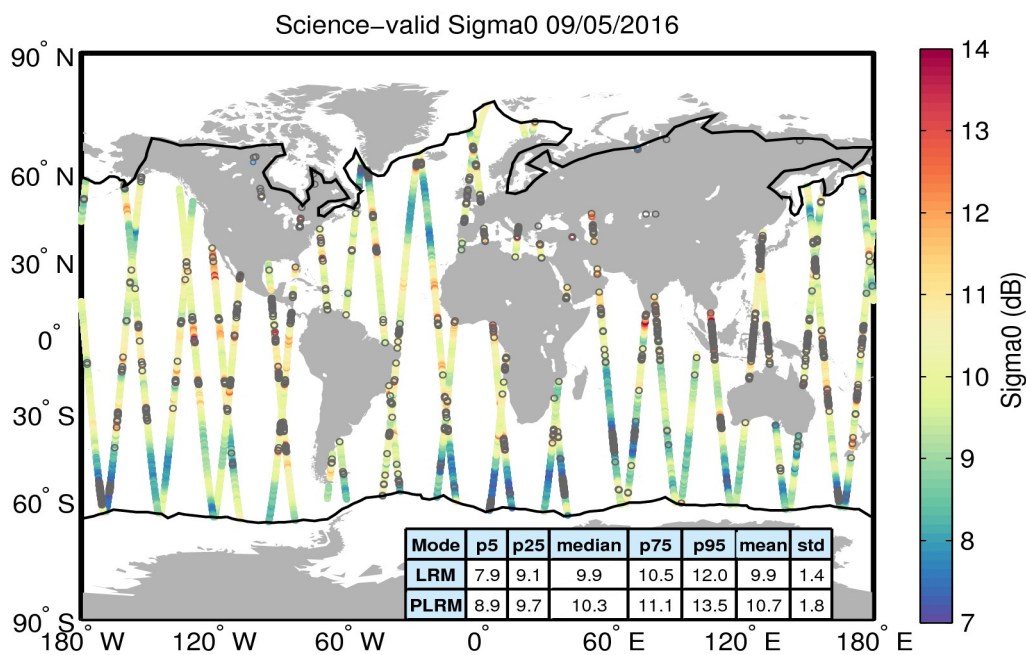 Science−valid Sigma0 09/05/2016
90° N
60° N
30° N
0°
30° S
60° S
90° S
180° W
120° W
60° W
0°
60° E
120° E
180° E
14
13
12
11
10
9
8
7
Sigma0 (dB)
Mode p5 p25 median p75 p95 mean std
LRM 7.9 9.1 9.9 10.5 12.0 9.9 1.4
PLRM 8.9 9.7 10.3 11.1 13.5 10.7 1.8